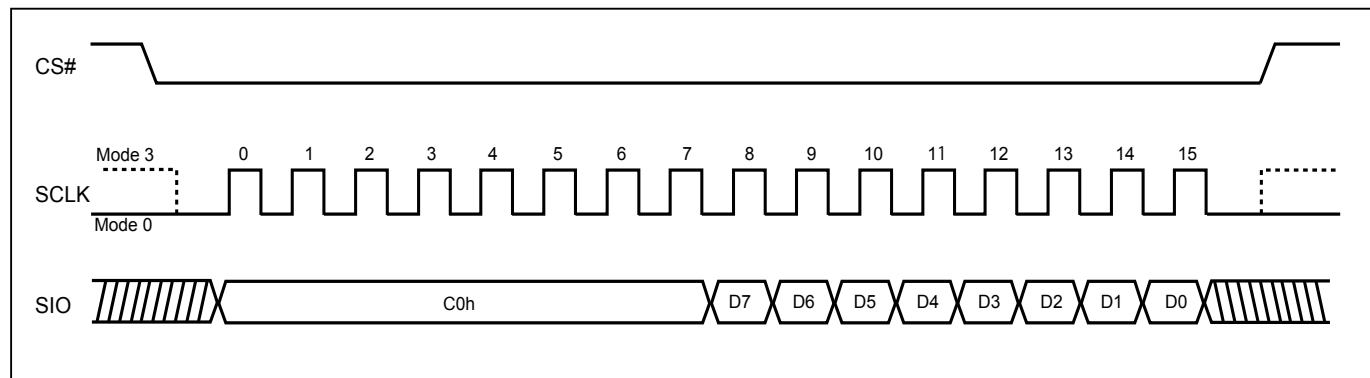 CS#
Mode 3
0 1 2 3 4 5 6 7 8 9 10 11 12 13 14 15
SCLK
Mode 0
SIO
C0h D7 D6 D5 D4 D3 D2 D1 D0